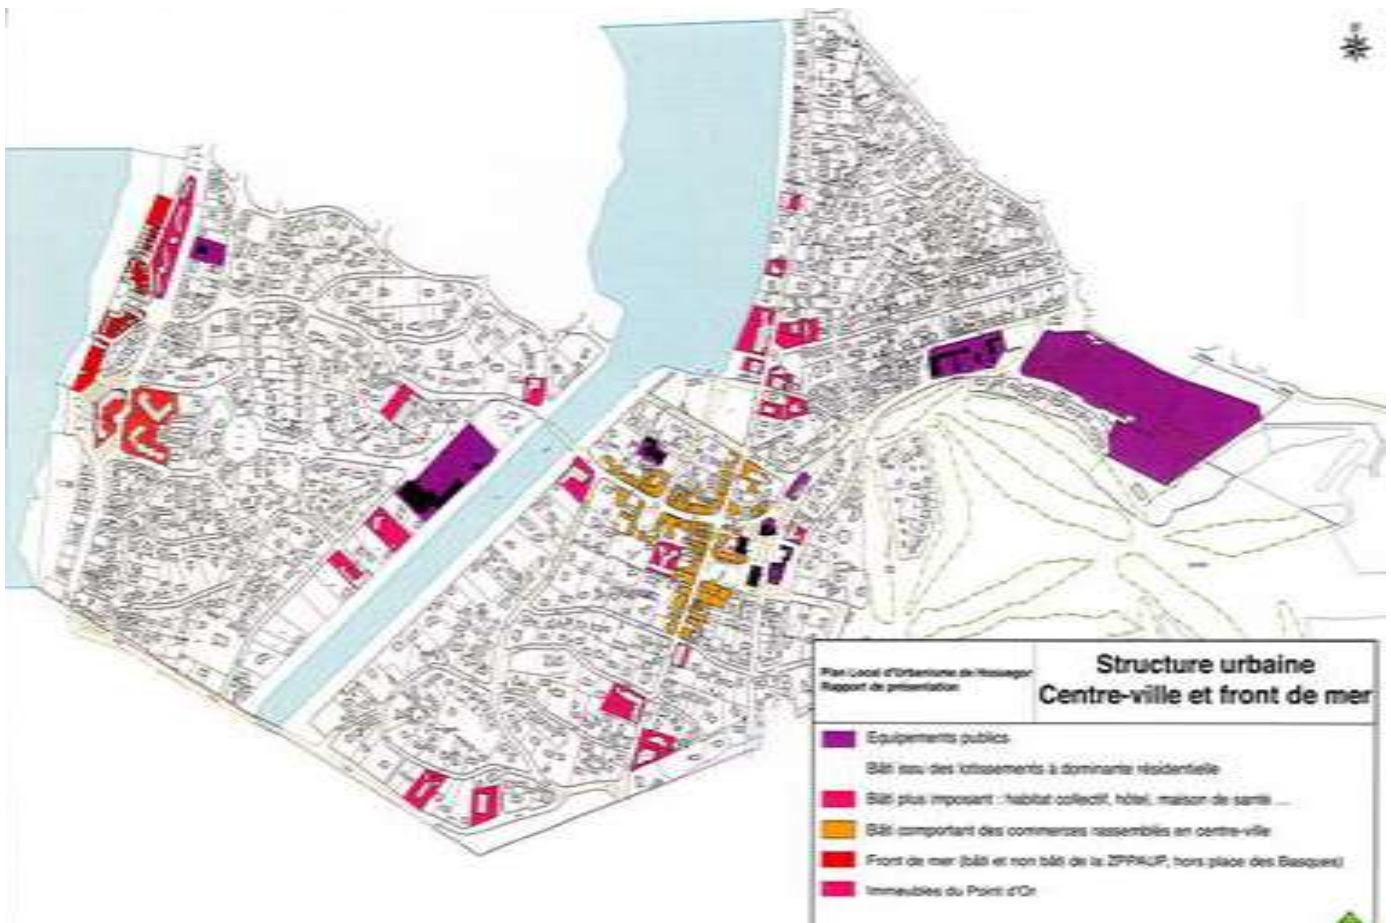 Plan Local d'Urbanisme de Hossegor
Rapport de présentation
Structure urbaine
Centre-ville et front de mer
Equipements publics
Bâti issu des lotissements à dominante résidentielle
Bâti plus imposant : habitat collectif, hôtel, maison de santé ...
Bâti comportant des commerces rassemblés en centre-ville
Front de mer (bâti et non bâti de la ZPPAUP, hors place des Basques)
Immeubles du Point d'Or